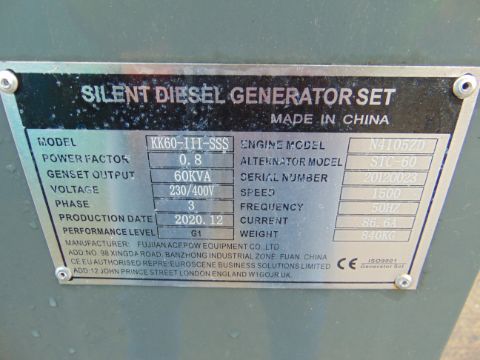 SILENT DIESEL GENERATOR SET
MADE IN CHINA
MODEL KK60-III-SSS ENGINE MODEL N4105ZD
POWER FACTOR 0.8 ALTERNATOR MODEL STC-60
GENSET OUTPUT 60KVA SERIAL NUMBER 20120023
VOLTAGE 230/400V SPEED 1500
PHASE 3 FREQUENCY 50HZ
PRODUCTION DATE 2020.12 CURRENT 86.6A
PERFORMANCE LEVEL G1 WEIGHT 840KG
MANUFACTURER: FUJIAN ACEPOWER EQUIPMENT CO.,LTD
ADD:NO. 98 XINGDA ROAD, BANZHONG INDUSTRIAL ZONE. FUAN. CHINA
CE EU AUTHORISED REPRE:EUROSCENE BUSINESS SOLUTIONS LIMITED
ADD:12 JOHN PRINCE STREET LONDON ENGLAND W1G0JR UK.
CE ISO9001
Generator Set